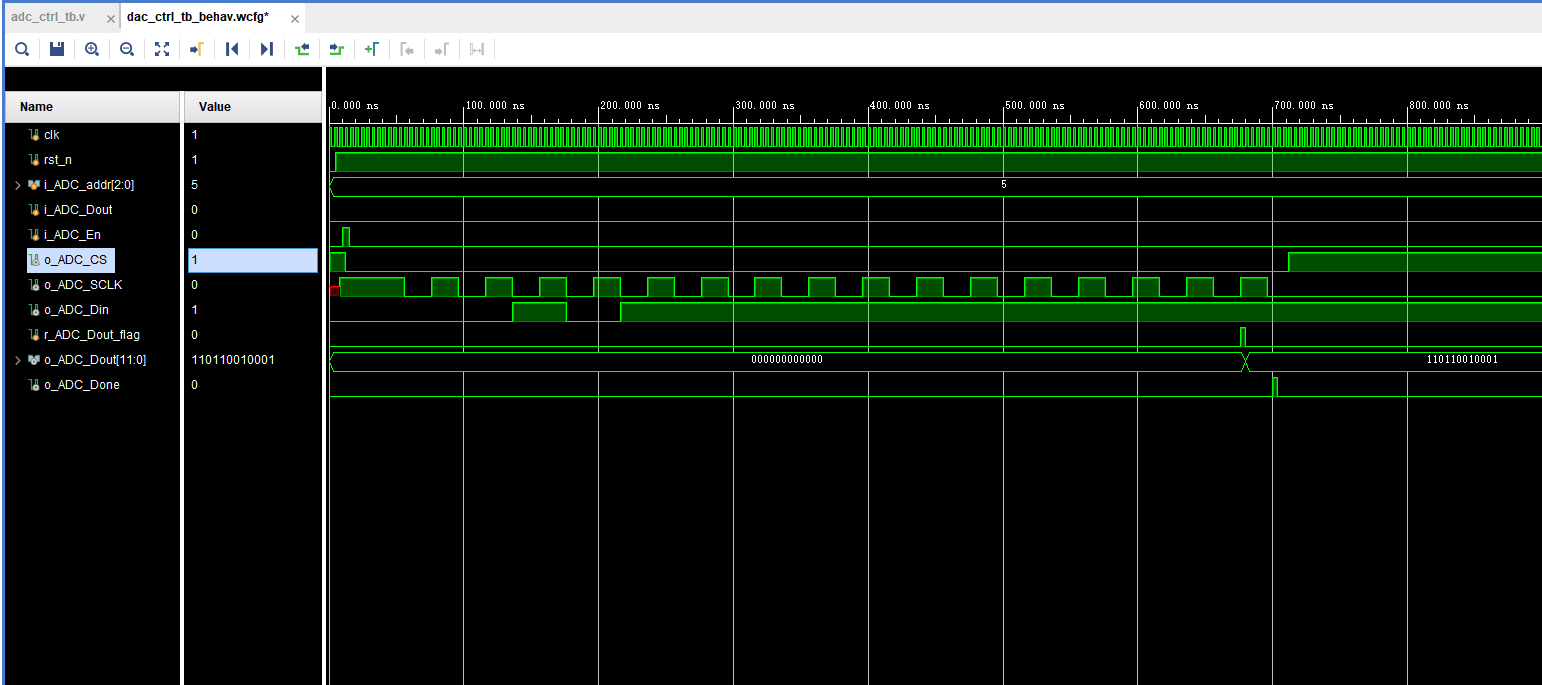 adc_ctrl_tb.v dac_ctrl_tb_behav.wcfg*
Name Value
0.000 ns 100.000 ns 200.000 ns 300.000 ns 400.000 ns 500.000 ns 600.000 ns 700.000 ns 800.000 ns
clk 1
rst_n 1
i_ADC_addr[2:0] 5 5
i_ADC_Dout 0
i_ADC_En 0
o_ADC_CS 1
o_ADC_SCLK 0
o_ADC_Din 1
r_ADC_Dout_flag 0
o_ADC_Dout[11:0] 110110010001 000000000000 110110010001
o_ADC_Done 0